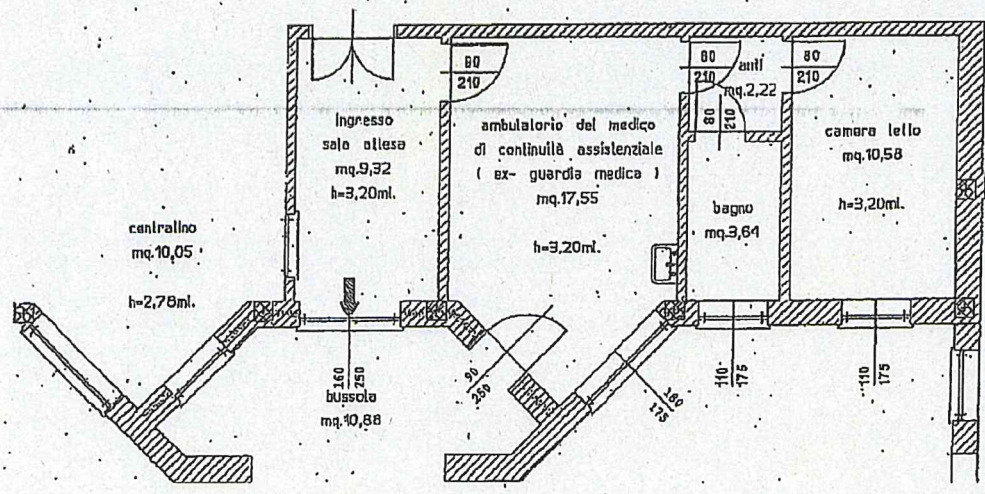 80
210
80
210
anti
mq.2,22
80
210
80
210
ingresso
sala attesa
mq.9,32
h=3,20ml.
ambulatorio del medico
di continuità assistenziale
( ex- guardia medica )
mq.17,55
h=3,20ml.
camera letto
mq.10,58
h=3,20ml.
bagno
mq.3,64
centralino
mq.10,05
h=2,78ml.
160
250
bussola
mq.10,88
90
250
180
175
110
175
110
175